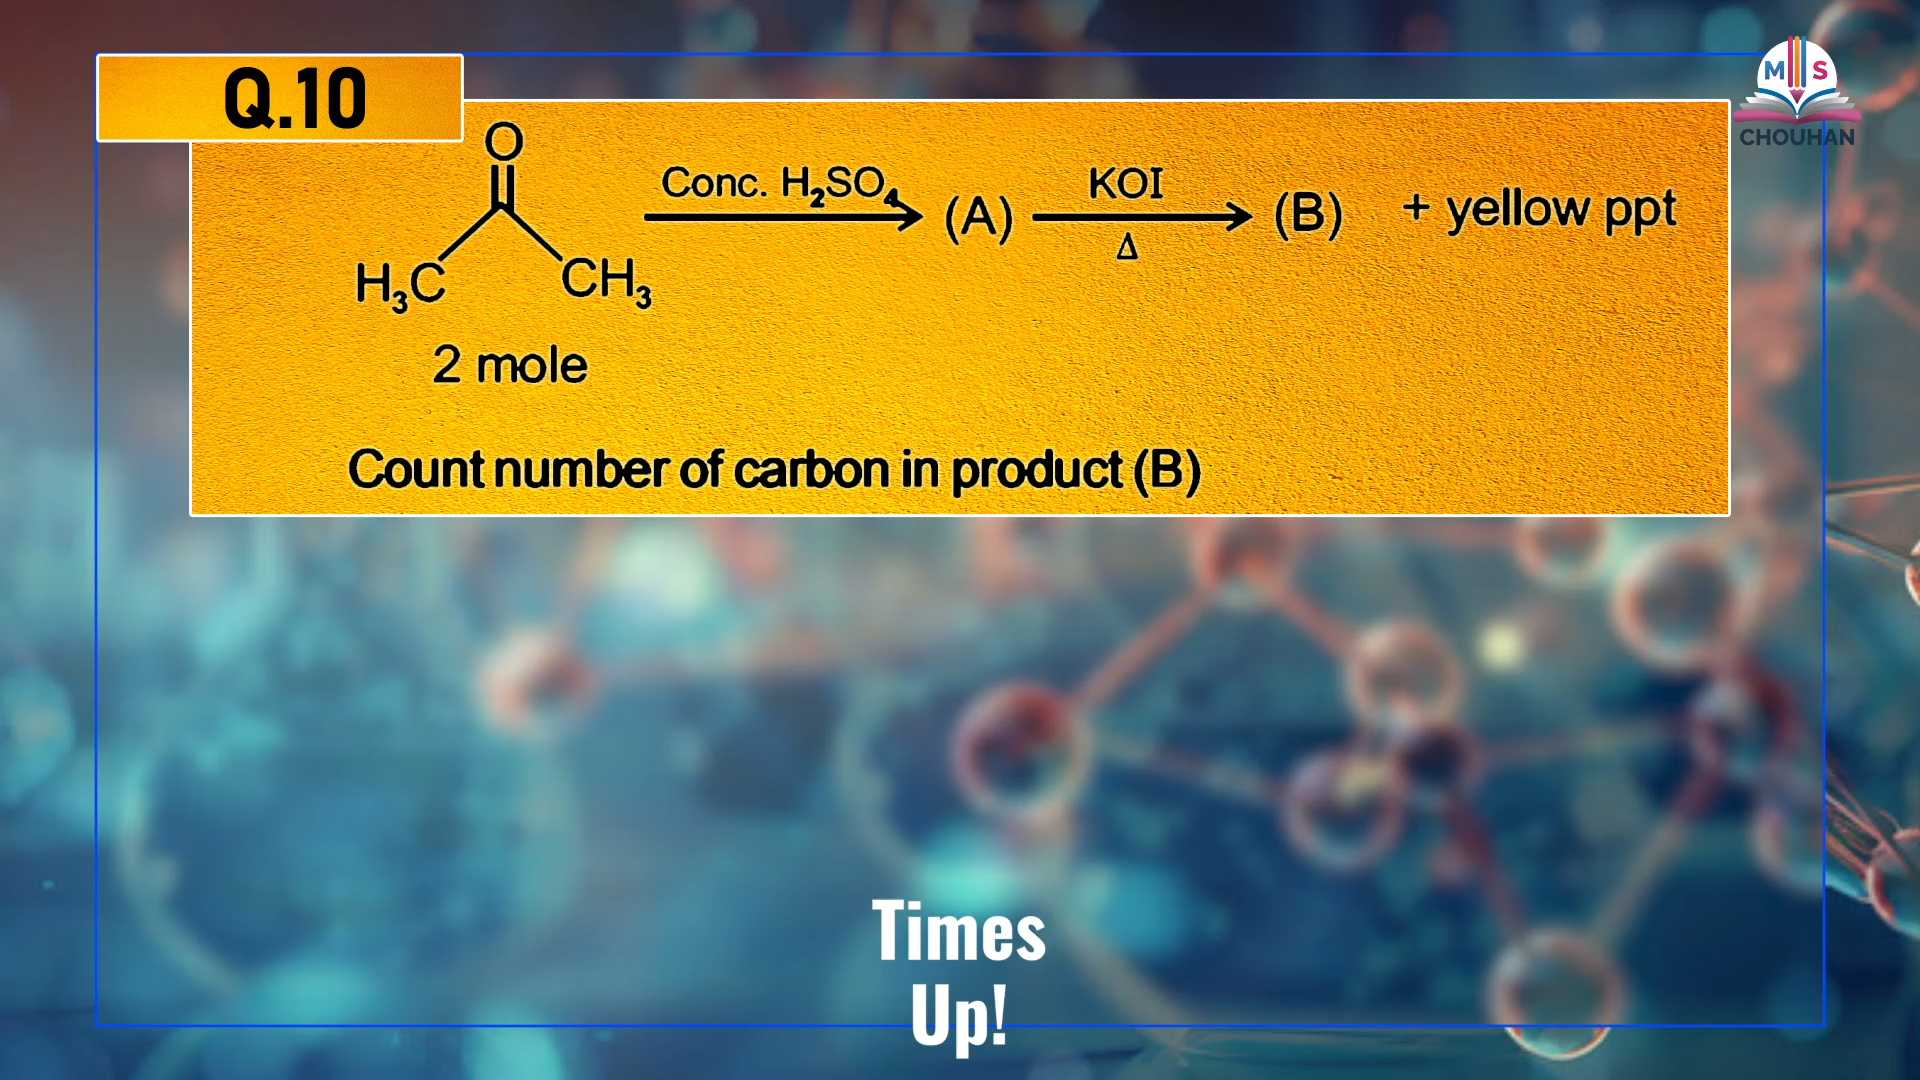 Q.10
M S
CHOUHAN
O
H₃C CH₃
2 mole
Conc. H₂SO₄
(A)
KOI
Δ
(B) + yellow ppt
Count number of carbon in product (B)
Times
Up!